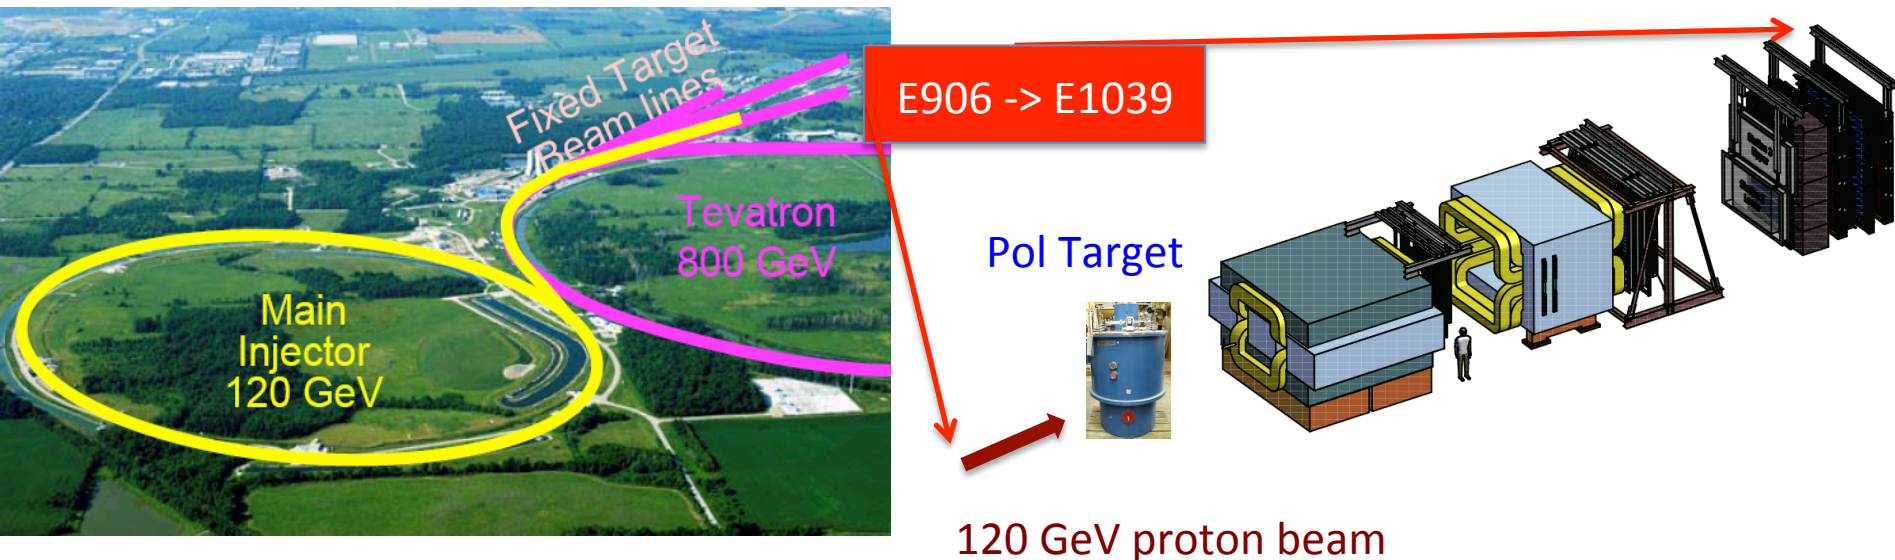 Fixed Target
Beam lines
E906 -> E1039
Tevatron
800 GeV
Main
Injector
120 GeV
Pol Target
120 GeV proton beam